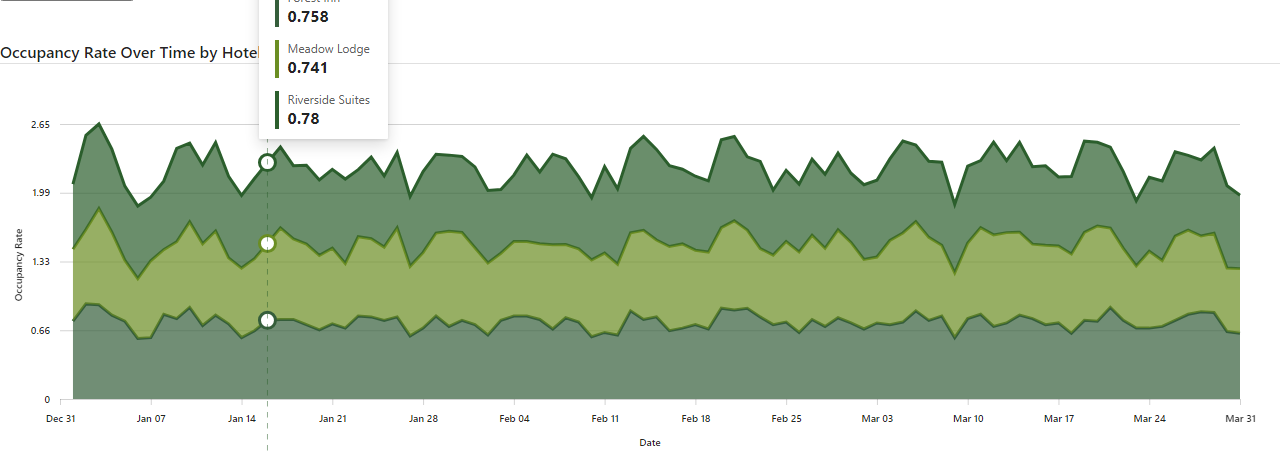 Forest Inn
0.758
Meadow Lodge
0.741
Riverside Suites
0.78
Occupancy Rate Over Time by Hotel
2.65
1.99
1.33
0.66
0
Occupancy Rate
Dec 31 Jan 07 Jan 14 Jan 21 Jan 28 Feb 04 Feb 11 Feb 18 Feb 25 Mar 03 Mar 10 Mar 17 Mar 24 Mar 31
Date